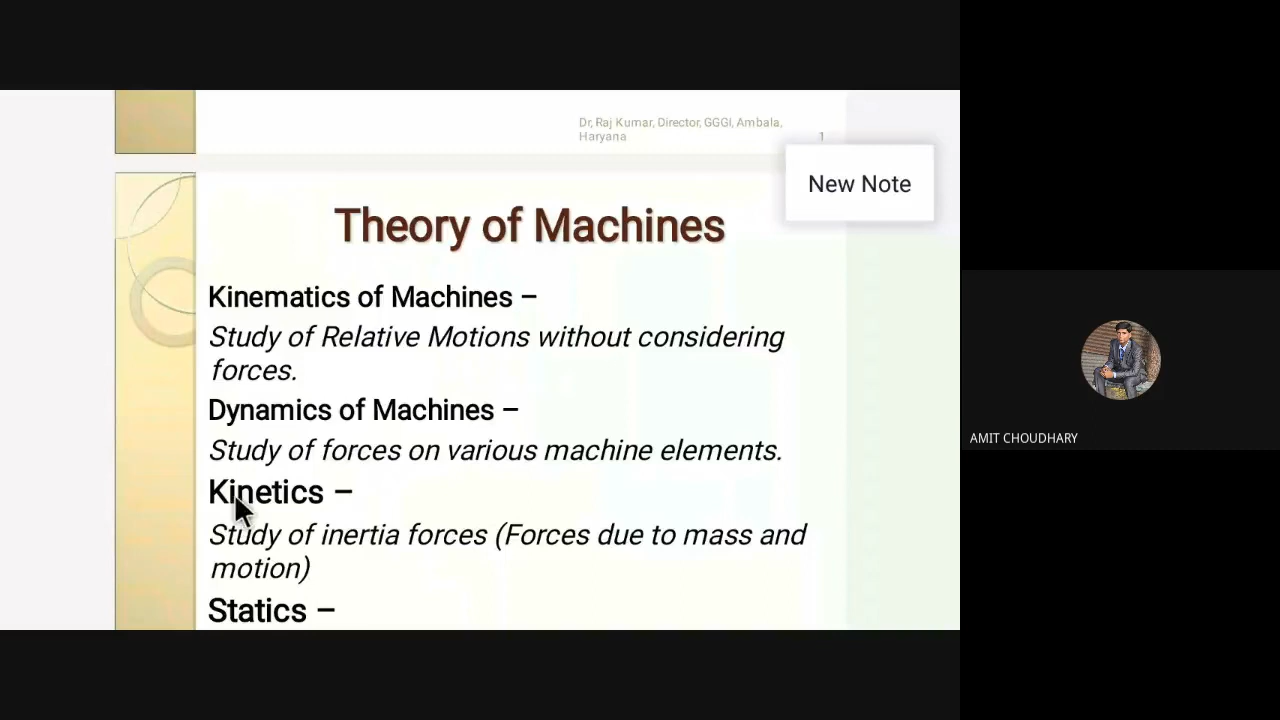 Dr, Raj Kumar, Director, GGGI, Ambala,
Haryana
1
New Note
Theory of Machines
Kinematics of Machines –
Study of Relative Motions without considering
forces.
Dynamics of Machines –
Study of forces on various machine elements.
Kinetics –
Study of inertia forces (Forces due to mass and
motion)
Statics –
AMIT CHOUDHARY